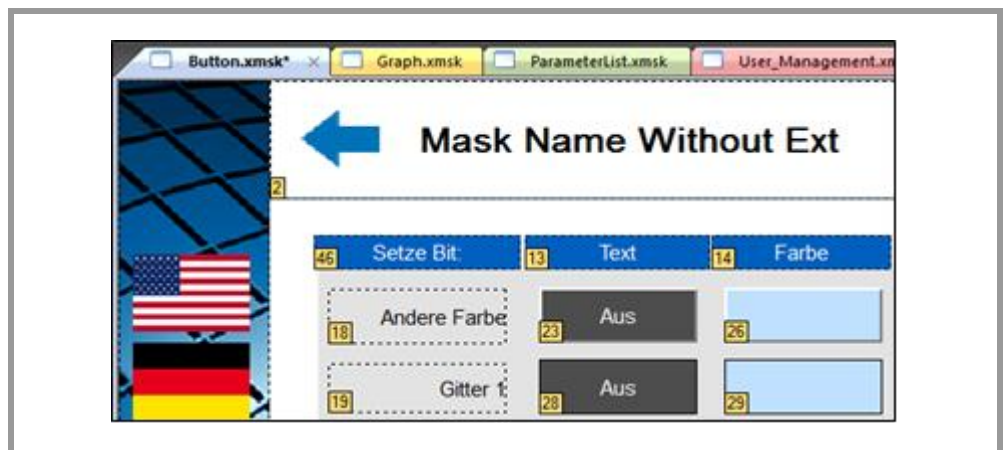 Button.xmsk* × Graph.xmsk ParameterList.xmsk User_Management.xm
Mask Name Without Ext
2
46 Setze Bit: 13 Text 14 Farbe
18 Andere Farbe 23 Aus 26
19 Gitter 1 28 Aus 29